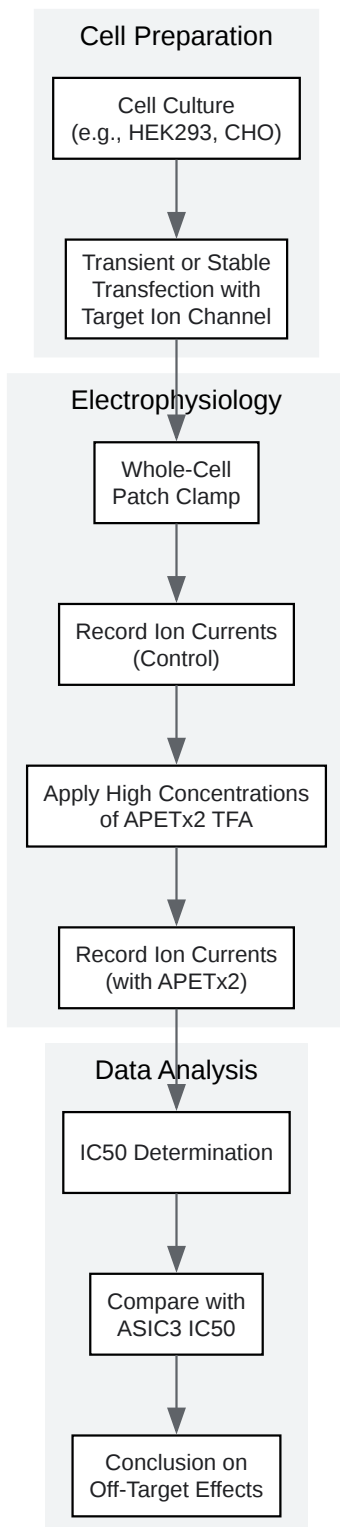 Cell Preparation
Cell Culture
(e.g., HEK293, CHO)
Transient or Stable
Transfection with
Target Ion Channel
Electrophysiology
Whole-Cell
Patch Clamp
Record Ion Currents
(Control)
Apply High Concentrations
of APETx2 TFA
Record Ion Currents
(with APETx2)
Data Analysis
IC50 Determination
Compare with
ASIC3 IC50
Conclusion on
Off-Target Effects